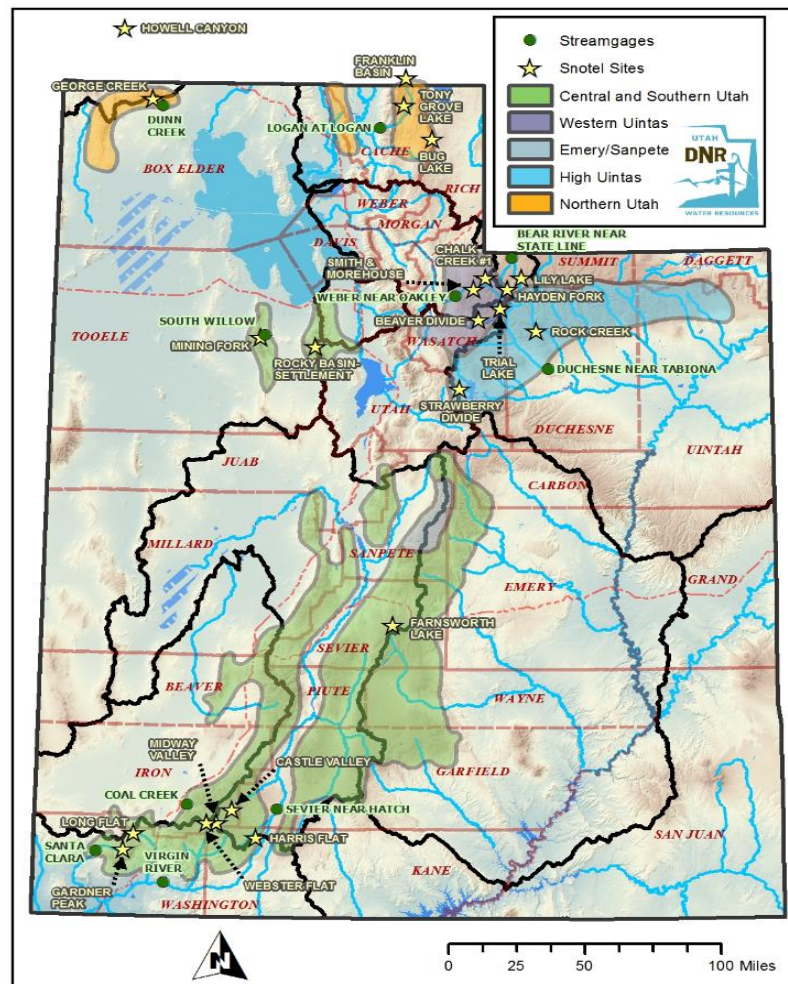 HOWELL CANYON
FRANKLIN
BASIN
GEORGE CREEK
TONY
GROVE
LAKE
DUNN
CREEK
LOGAN AT LOGAN
CACHE
BUG
LAKE
BOX ELDER
RICH
WEBER
MORGAN
DAVIS
Streamgages
Snotel Sites
Central and Southern Utah
Western Uintas
Emery/Sanpete
High Uintas
Northern Utah
UTAH
DNR
WATER RESOURCES
BEAR RIVER NEAR
STATE LINE
CHALK
CREEK #1
SUMMIT
DAGGETT
SMITH &
MOREHOUSE
LILY LAKE
WEBER NEAR OAKLEY
HAYDEN FORK
TOOELE
SOUTH WILLOW
BEAVER DIVIDE
ROCK CREEK
MINING FORK
WASATCH
ROCKY BASIN-
SETTLEMENT
TRIAL
LAKE
DUCHESNE NEAR TABIONA
STRAWBERRY
DIVIDE
UTAH
DUCHESNE
UINTAH
JUAB
CARBON
MILLARD
SANPETE
EMERY
GRAND
FARNSWORTH
LAKE
SEVIER
BEAVER
PIUTE
WAYNE
MIDWAY
VALLEY
CASTLE VALLEY
IRON
GARFIELD
COAL CREEK
SEVIER NEAR HATCH
LONG FLAT
SAN JUAN
SANTA
CLARA
VIRGIN
RIVER
HARRIS FLAT
KANE
GARDNER
PEAK
WEBSTER FLAT
WASHINGTON
N
0 25 50 100 Miles